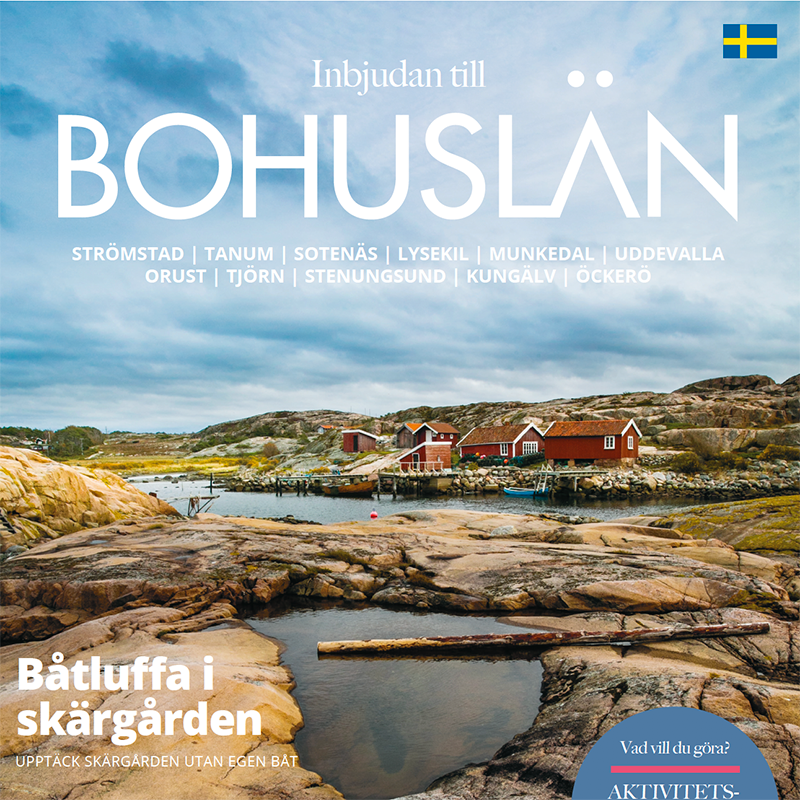 Inbjudan till
BOHUSLÄN
STRÖMSTAD | TANUM | SOTENÄS | LYSEKIL | MUNKEDAL | UDDEVALLA
ORUST | TJÖRN | STENUNGSUND | KUNGÄLV | ÖCKERÖ
Båtluffa i
skärgården
UPPTÄCK SKÄRGÅRDEN UTAN EGEN BÅT
Vad vill du göra?
AKTIVITETS-